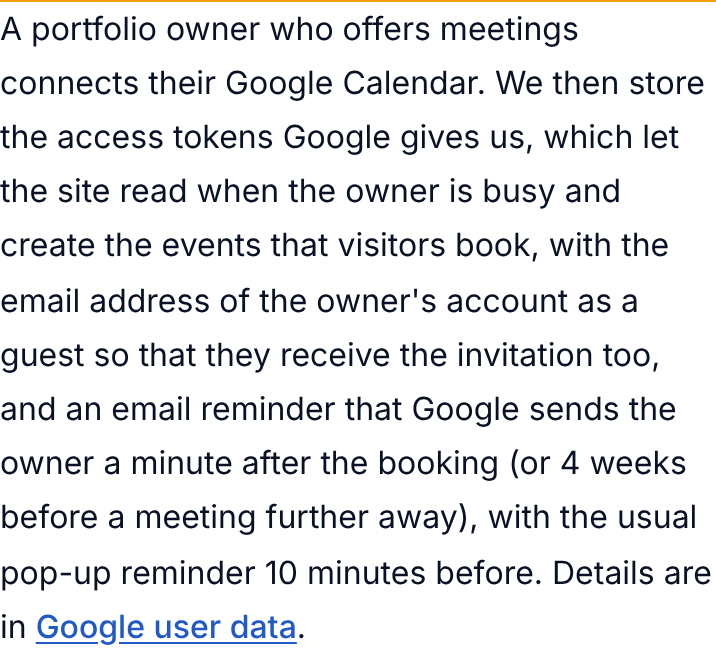 A portfolio owner who offers meetings
connects their Google Calendar. We then store
the access tokens Google gives us, which let
the site read when the owner is busy and
create the events that visitors book, with the
email address of the owner's account as a
guest so that they receive the invitation too,
and an email reminder that Google sends the
owner a minute after the booking (or 4 weeks
before a meeting further away), with the usual
pop-up reminder 10 minutes before. Details are
in Google user data.